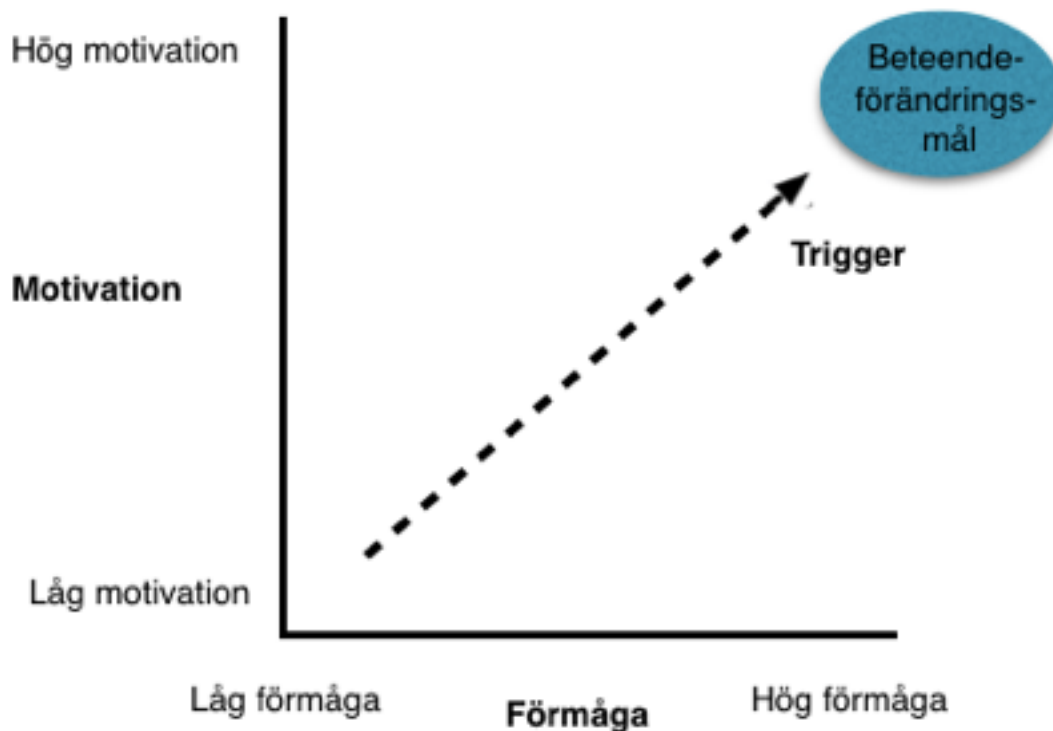 Hög motivation
Beteende-
förändrings-
mål
Trigger
Motivation
Låg motivation
Låg förmåga
Förmåga
Hög förmåga